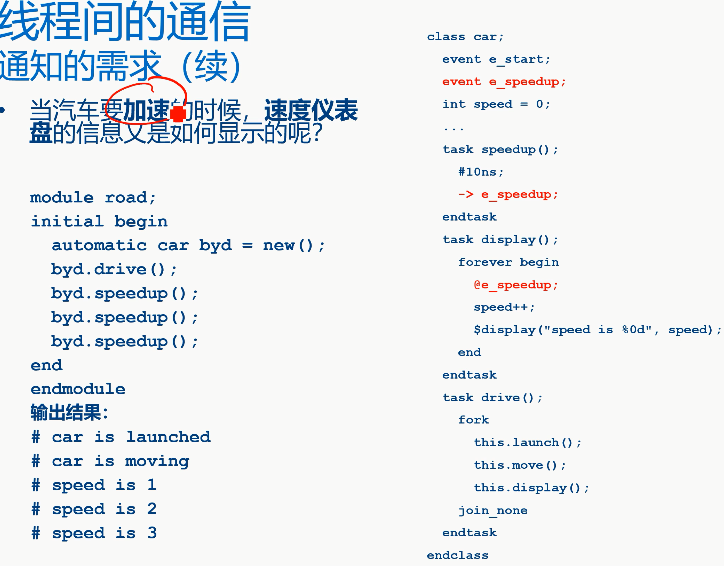 线程间的通信
通知的需求（续）
• 当汽车要加速的时候，速度仪表
盘的信息又是如何显示的呢？
module road;
initial begin
automatic car byd = new();
byd.drive();
byd.speedup();
byd.speedup();
byd.speedup();
end
endmodule
输出结果：
# car is launched
# car is moving
# speed is 1
# speed is 2
# speed is 3
class car;
event e_start;
event e_speedup;
int speed = 0;
...
task speedup();
#10ns;
-> e_speedup;
endtask
task display();
forever begin
@e_speedup;
speed++;
$display("speed is %0d", speed);
end
endtask
task drive();
fork
this.launch();
this.move();
this.display();
join_none
endtask
endclass